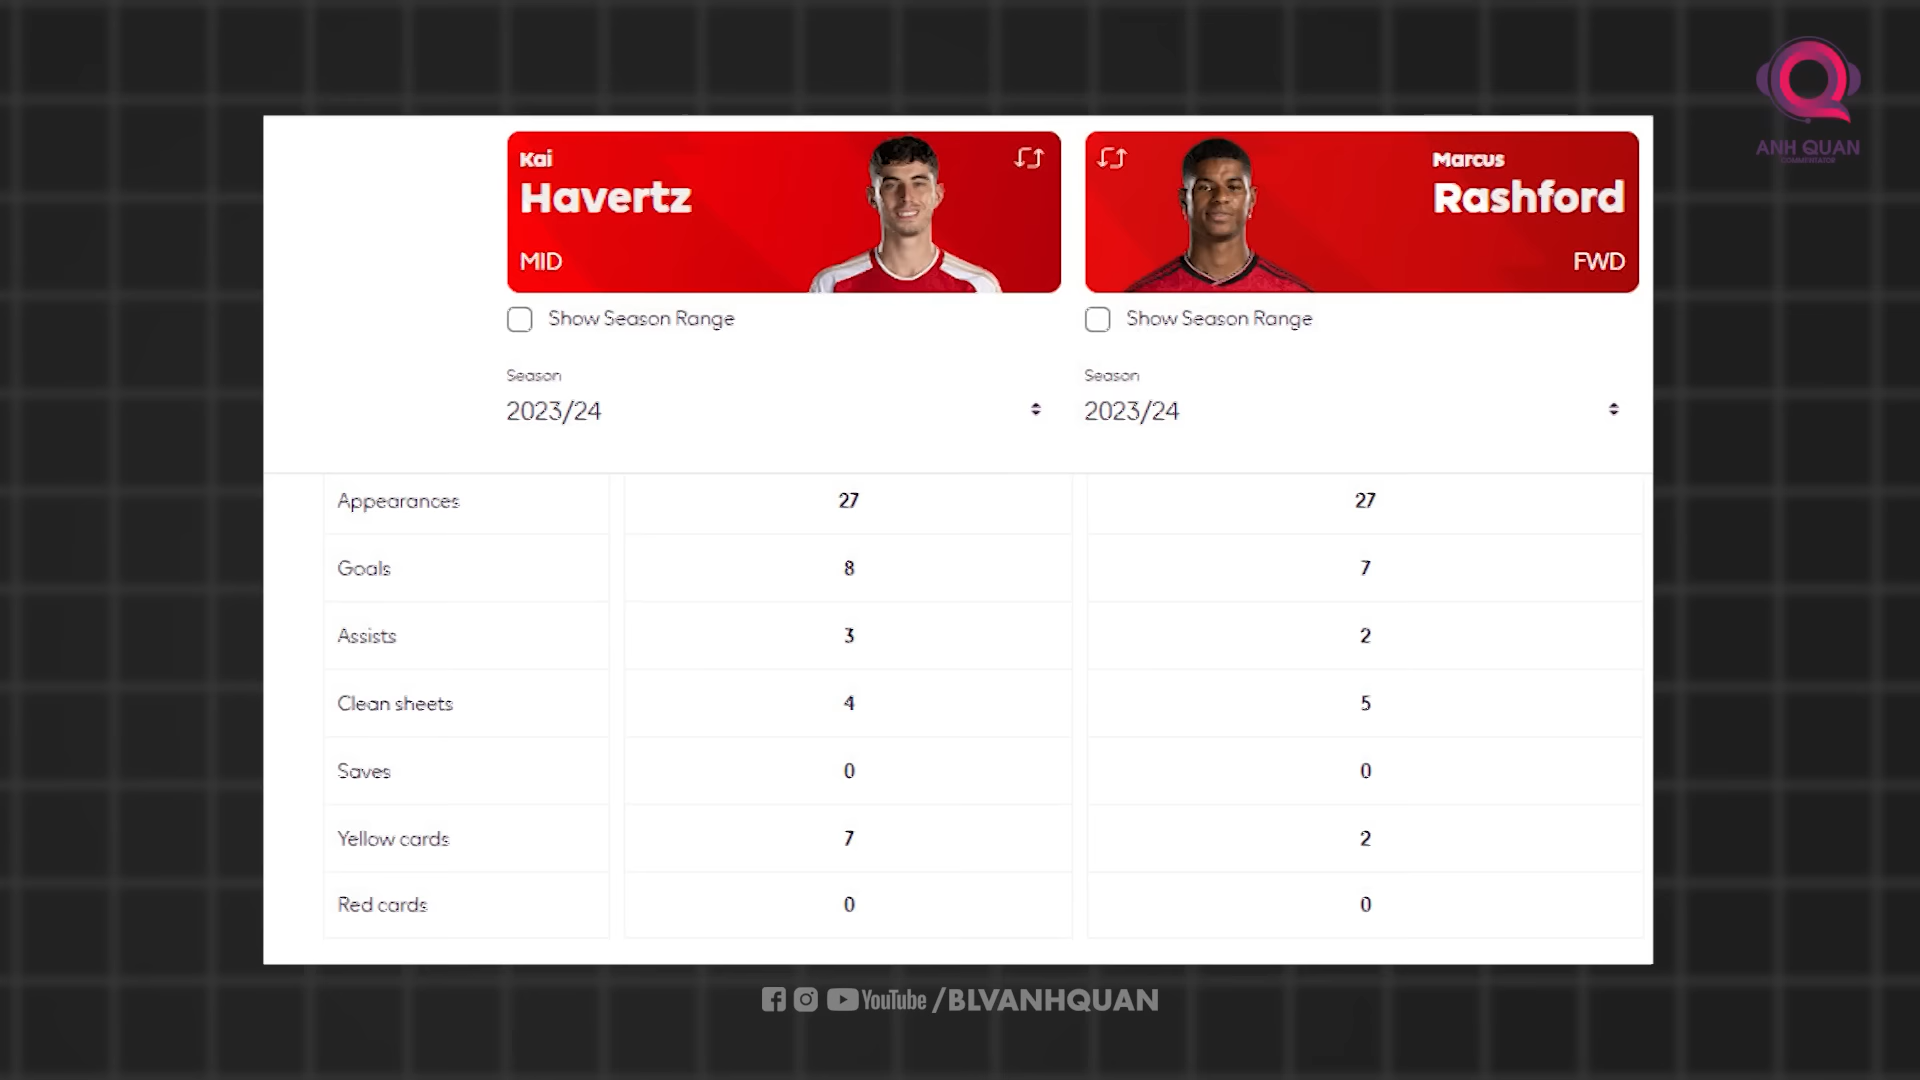 Kai
Havertz
MID
Marcus
Rashford
FWD
Show Season Range
Show Season Range
Season
2023/24
Season
2023/24
Appearances 27 27
Goals 8 7
Assists 3 2
Clean sheets 4 5
Saves 0 0
Yellow cards 7 2
Red cards 0 0
ANH QUAN
COMMENTATOR
YouTube /BLVANHQUAN